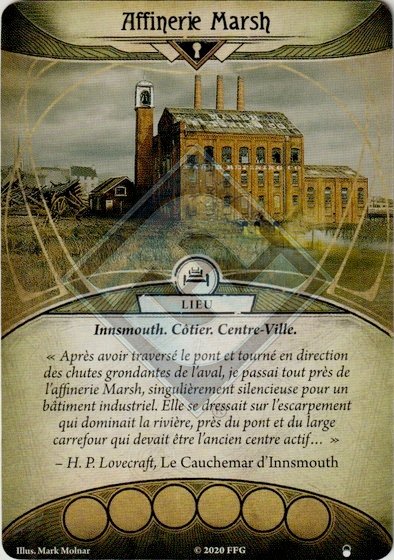 Affinerie Marsh
LIEU
Innsmouth. Côtier. Centre-Ville.
« Après avoir traversé le pont et tourné en direction
des chutes grondantes de l'aval, je passai tout près de
l'affinerie Marsh, singulièrement silencieuse pour un
bâtiment industriel. Elle se dressait sur l'escarpement
qui dominait la rivière, près du pont et du large
carrefour qui devait être l'ancien centre actif… »
– H. P. Lovecraft, Le Cauchemar d'Innsmouth
Illus. Mark Molnar
© 2020 FFG